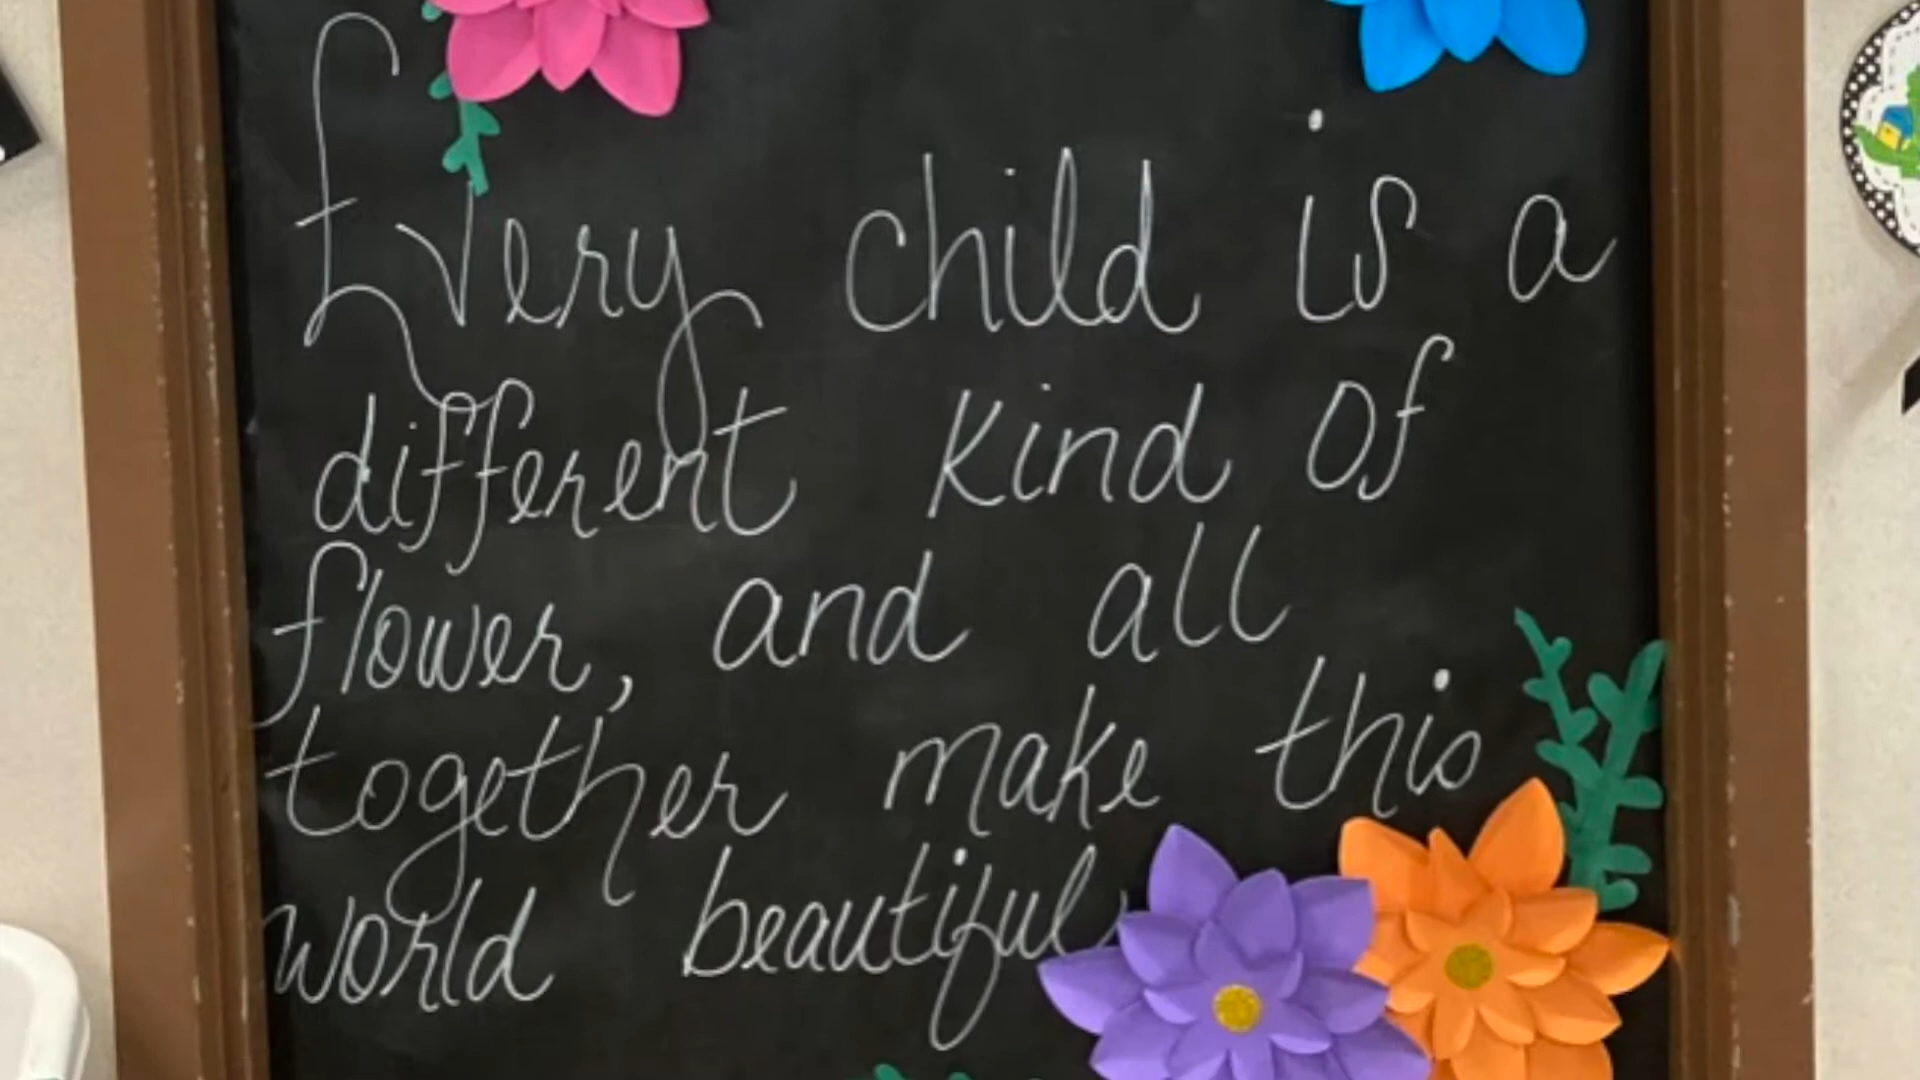 Every child is a
different kind of
flower, and all
together make this
world beautiful